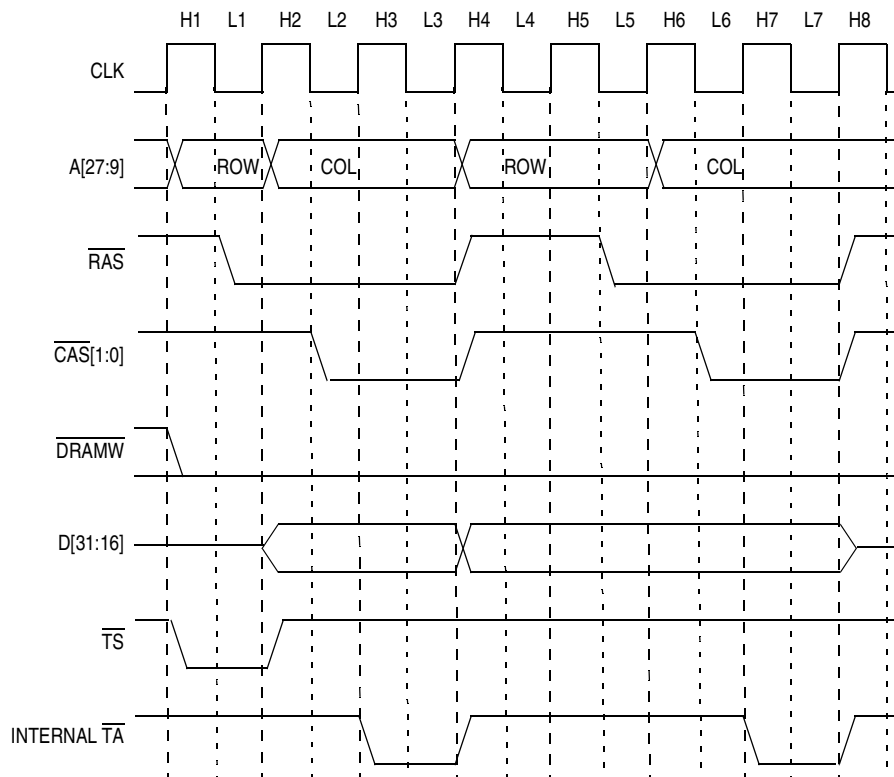 H1 L1 H2 L2 H3 L3 H4 L4 H5 L5 H6 L6 H7 L7 H8
CLK
A[27:9] ROW COL ROW COL
RAS
CAS[1:0]
DRAMW
D[31:16]
TS
INTERNAL TA